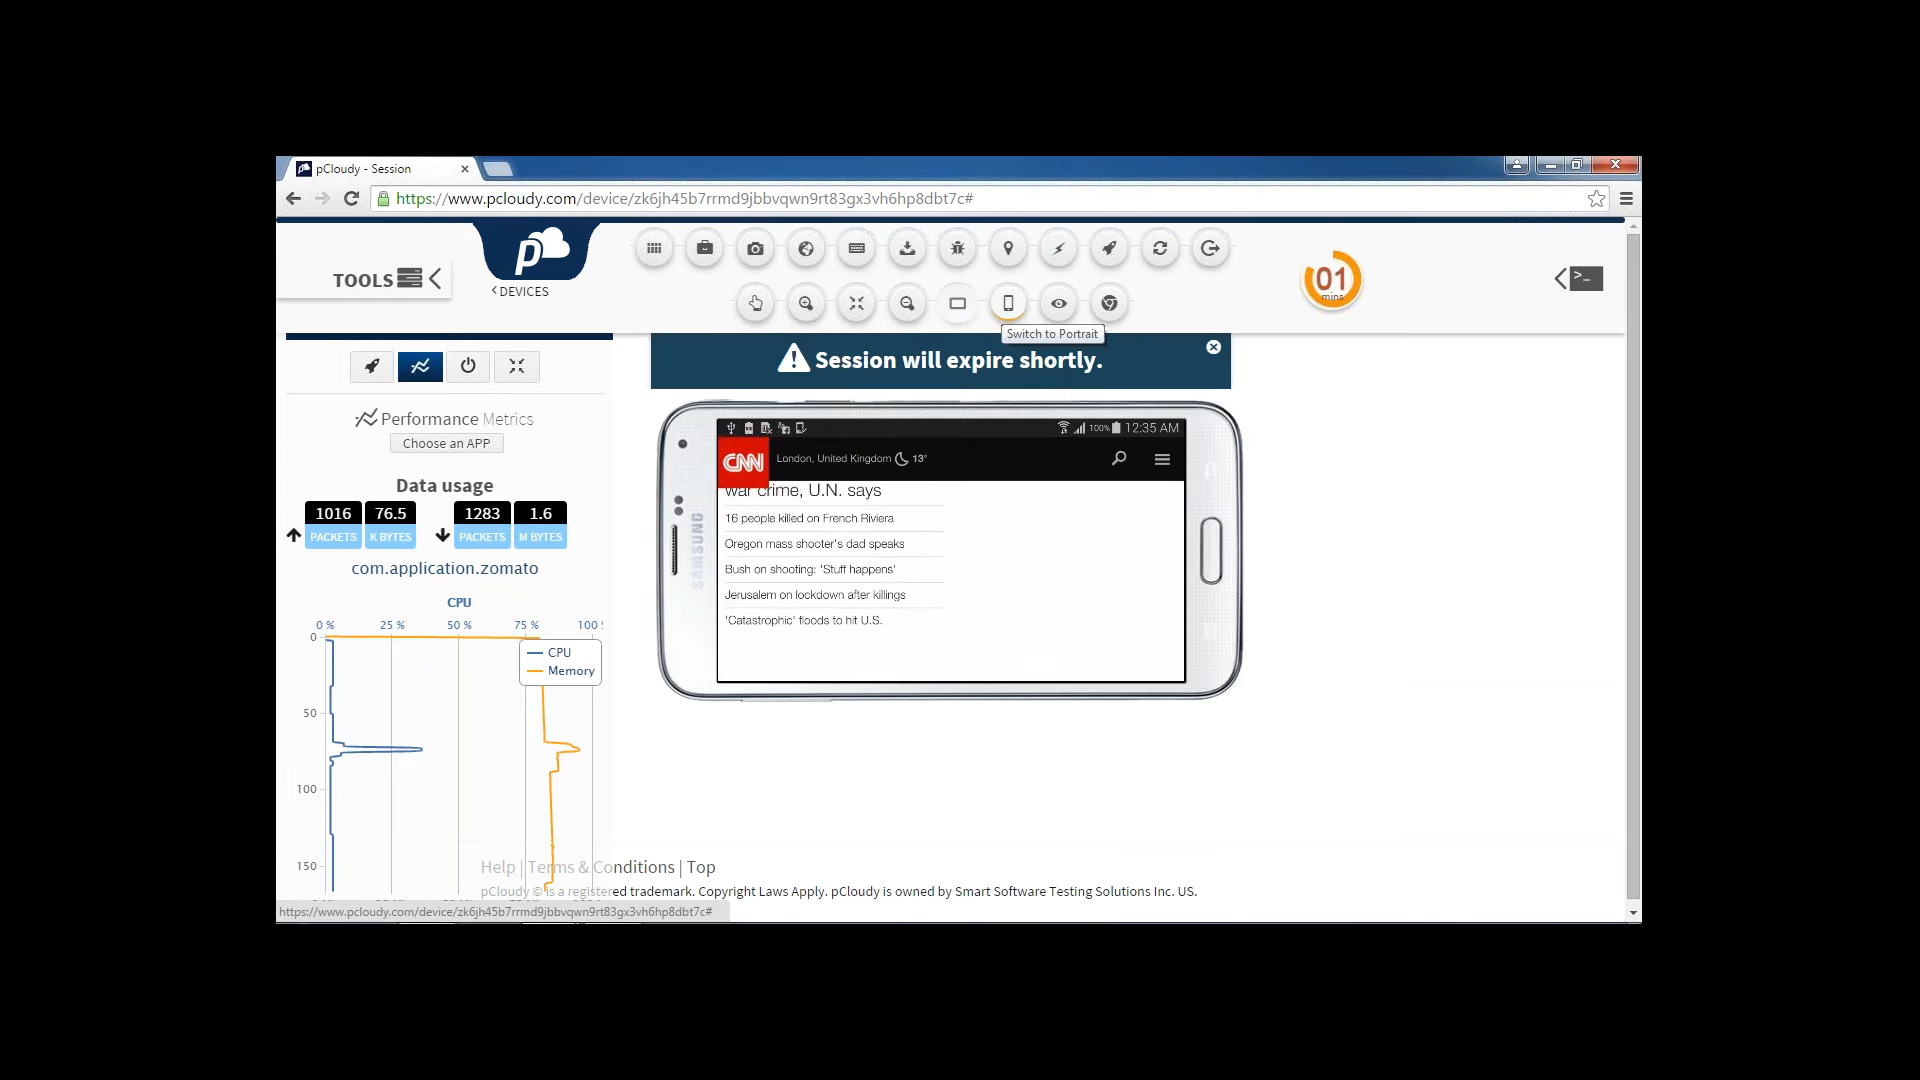 pCloudy - Session
https://www.pcloudy.com/device/zk6jh45b7rrmd9jbbvqwn9rt83gx3vh6hp8dbt7c#
TOOLS
p
DEVICES
01
mins
Switch to Portrait
Session will expire shortly.
Performance Metrics
Choose an APP
Data usage
1016 76.5 1283 1.6
PACKETS K BYTES PACKETS M BYTES
com.application.zomato
CPU
0 % 25 % 50 % 75 % 100
0
CPU
Memory
50
100
150
SAMSUNG
100% 12:35 AM
CNN London, United Kingdom 13°
war crime, U.N. says
16 people killed on French Riviera
Oregon mass shooter's dad speaks
Bush on shooting: 'Stuff happens'
Jerusalem on lockdown after killings
'Catastrophic' floods to hit U.S.
Help | Terms & Conditions | Top
pCloudy © is a registered trademark. Copyright Laws Apply. pCloudy is owned by Smart Software Testing Solutions Inc. US.
https://www.pcloudy.com/device/zk6jh45b7rrmd9jbbvqwn9rt83gx3vh6hp8dbt7c#